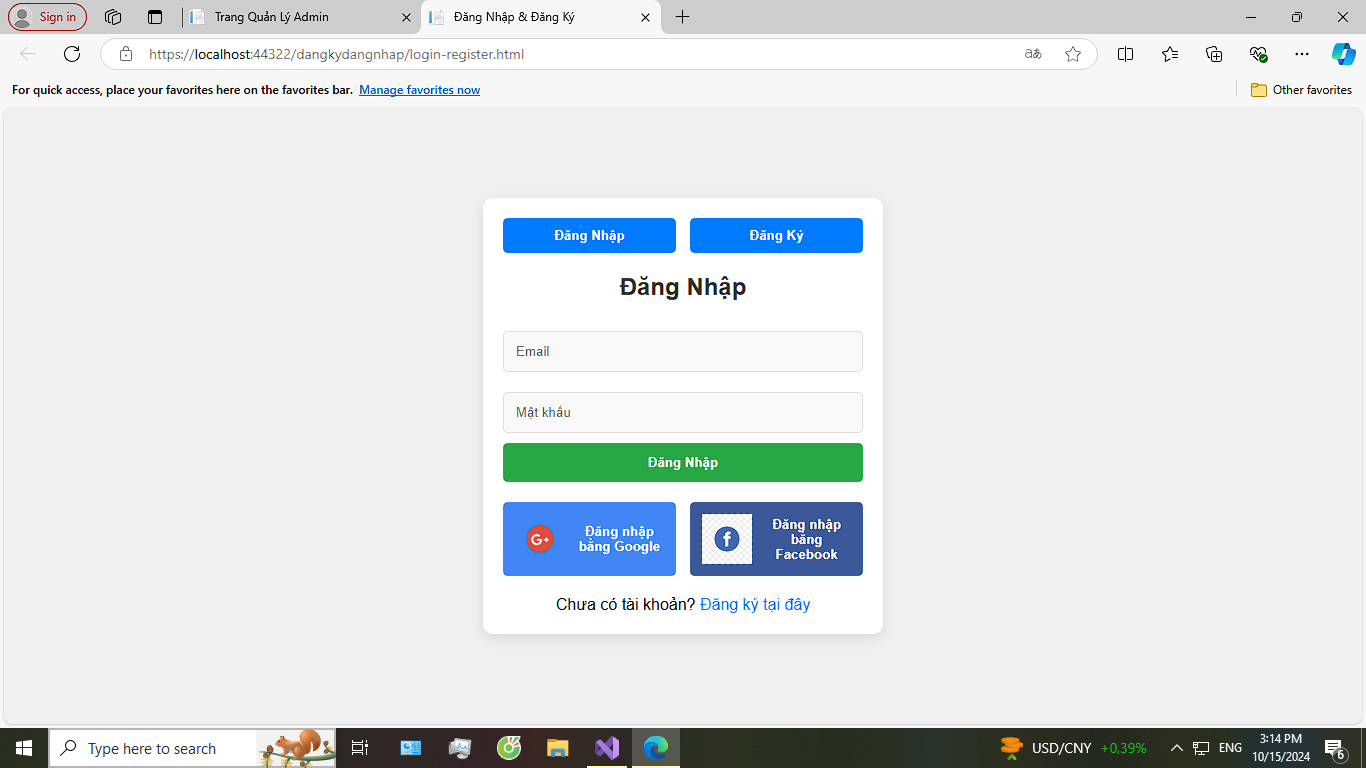 Sign in
Trang Quản Lý Admin
Đăng Nhập & Đăng Ký
https://localhost:44322/dangkydangnhap/login-register.html
aあ
For quick access, place your favorites here on the favorites bar. Manage favorites now
Other favorites
Đăng Nhập
Đăng Ký
Đăng Nhập
Email
Mật khẩu
Đăng Nhập
G+
Đăng nhập
bằng Google
f
Đăng nhập
bằng
Facebook
Chưa có tài khoản? Đăng ký tại đây
Type here to search
USD/CNY +0,39%
ENG
3:14 PM
10/15/2024
6